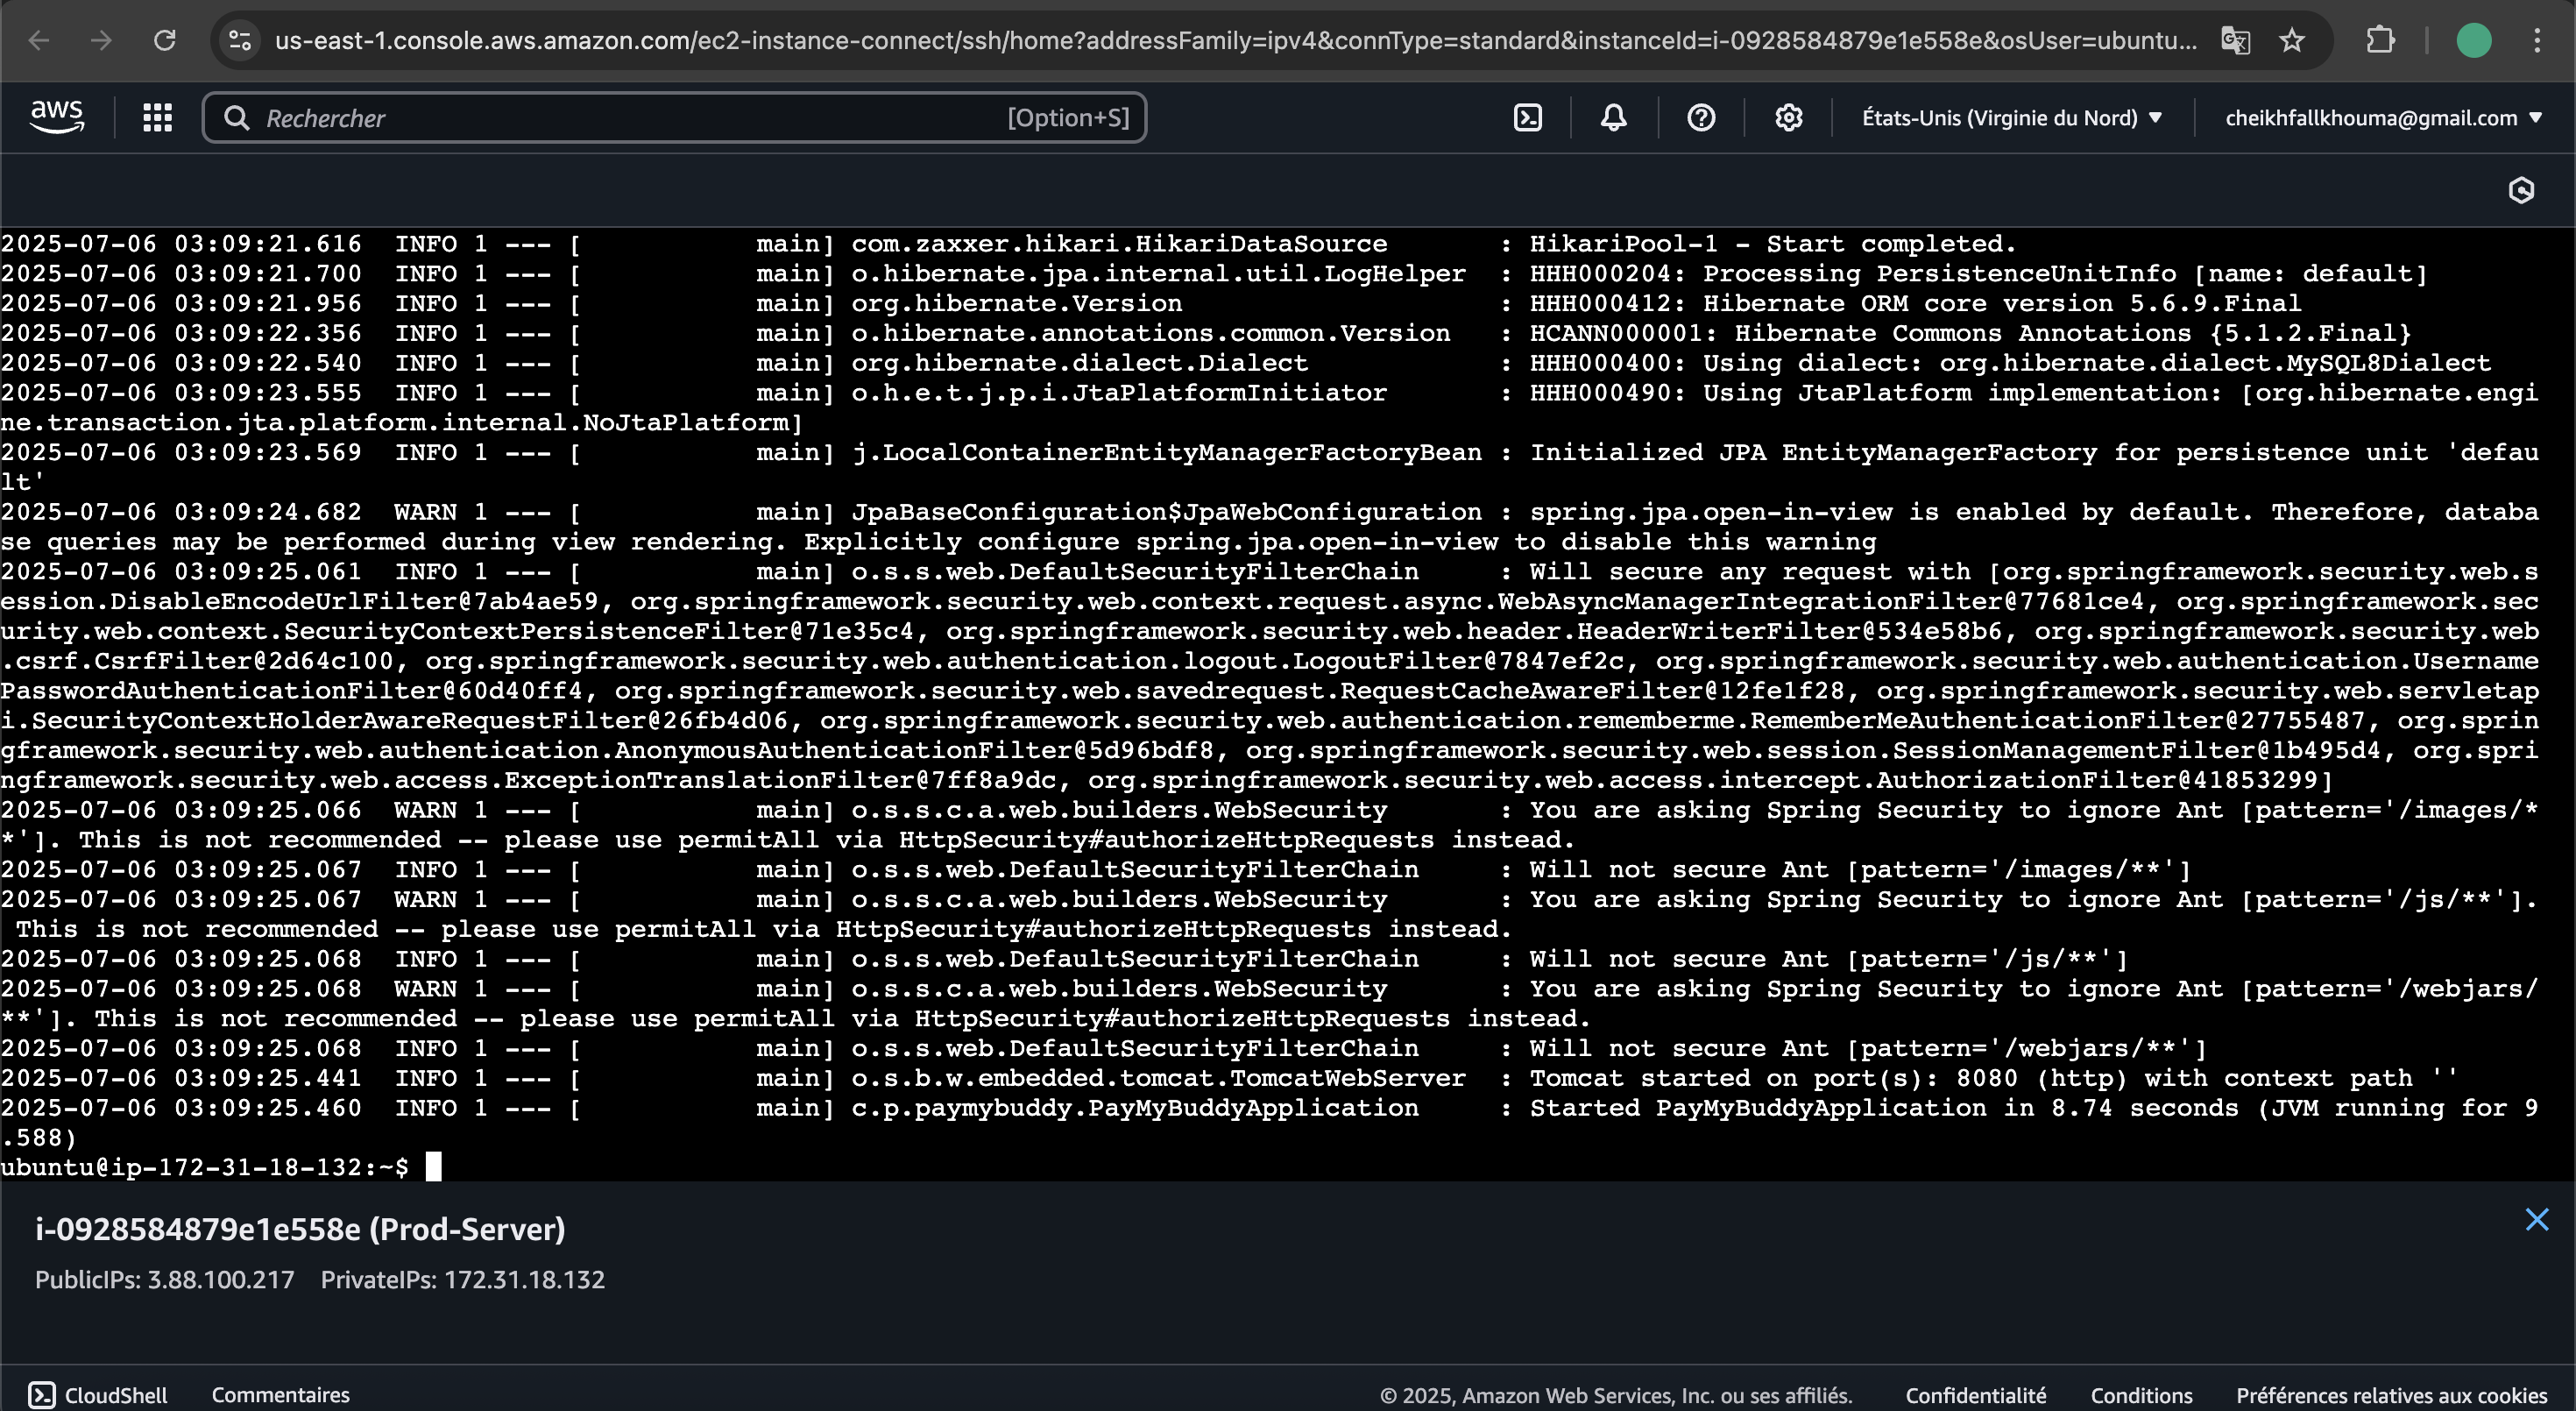 us-east-1.console.aws.amazon.com/ec2-instance-connect/ssh/home?addressFamily=ipv4&connType=standard&instanceId=i-0928584879e1e558e&osUser=ubuntu...
aws
Rechercher [Option+S]
États-Unis (Virginie du Nord)
cheikhfallkhouma@gmail.com
2025-07-06 03:09:21.616  INFO 1 --- [           main] com.zaxxer.hikari.HikariDataSource       : HikariPool-1 - Start completed.
2025-07-06 03:09:21.700  INFO 1 --- [           main] o.hibernate.jpa.internal.util.LogHelper  : HHH000204: Processing PersistenceUnitInfo [name: default]
2025-07-06 03:09:21.956  INFO 1 --- [           main] org.hibernate.Version                    : HHH000412: Hibernate ORM core version 5.6.9.Final
2025-07-06 03:09:22.356  INFO 1 --- [           main] o.hibernate.annotations.common.Version   : HCANN000001: Hibernate Commons Annotations {5.1.2.Final}
2025-07-06 03:09:22.540  INFO 1 --- [           main] org.hibernate.dialect.Dialect            : HHH000400: Using dialect: org.hibernate.dialect.MySQL8Dialect
2025-07-06 03:09:23.555  INFO 1 --- [           main] o.h.e.t.j.p.i.JtaPlatformInitiator       : HHH000490: Using JtaPlatform implementation: [org.hibernate.engi
ne.transaction.jta.platform.internal.NoJtaPlatform]
2025-07-06 03:09:23.569  INFO 1 --- [           main] j.LocalContainerEntityManagerFactoryBean : Initialized JPA EntityManagerFactory for persistence unit 'defau
lt'
2025-07-06 03:09:24.682  WARN 1 --- [           main] JpaBaseConfiguration$JpaWebConfiguration : spring.jpa.open-in-view is enabled by default. Therefore, databa
se queries may be performed during view rendering. Explicitly configure spring.jpa.open-in-view to disable this warning
2025-07-06 03:09:25.061  INFO 1 --- [           main] o.s.s.web.DefaultSecurityFilterChain     : Will secure any request with [org.springframework.security.web.s
ession.DisableEncodeUrlFilter@7ab4ae59, org.springframework.security.web.context.request.async.WebAsyncManagerIntegrationFilter@77681ce4, org.springframework.sec
urity.web.context.SecurityContextPersistenceFilter@71e35c4, org.springframework.security.web.header.HeaderWriterFilter@534e58b6, org.springframework.security.web
.csrf.CsrfFilter@2d64c100, org.springframework.security.web.authentication.logout.LogoutFilter@7847ef2c, org.springframework.security.web.authentication.Username
PasswordAuthenticationFilter@60d40ff4, org.springframework.security.web.savedrequest.RequestCacheAwareFilter@12fe1f28, org.springframework.security.web.servletap
i.SecurityContextHolderAwareRequestFilter@26fb4d06, org.springframework.security.web.authentication.rememberme.RememberMeAuthenticationFilter@27755487, org.sprin
gframework.security.web.authentication.AnonymousAuthenticationFilter@5d96bdf8, org.springframework.security.web.session.SessionManagementFilter@1b495d4, org.spri
ngframework.security.web.access.ExceptionTranslationFilter@7ff8a9dc, org.springframework.security.web.access.intercept.AuthorizationFilter@41853299]
2025-07-06 03:09:25.066  WARN 1 --- [           main] o.s.s.c.a.web.builders.WebSecurity       : You are asking Spring Security to ignore Ant [pattern='/images/*
*']. This is not recommended -- please use permitAll via HttpSecurity#authorizeHttpRequests instead.
2025-07-06 03:09:25.067  INFO 1 --- [           main] o.s.s.web.DefaultSecurityFilterChain     : Will not secure Ant [pattern='/images/**']
2025-07-06 03:09:25.067  WARN 1 --- [           main] o.s.s.c.a.web.builders.WebSecurity       : You are asking Spring Security to ignore Ant [pattern='/js/**'].
 This is not recommended -- please use permitAll via HttpSecurity#authorizeHttpRequests instead.
2025-07-06 03:09:25.068  INFO 1 --- [           main] o.s.s.web.DefaultSecurityFilterChain     : Will not secure Ant [pattern='/js/**']
2025-07-06 03:09:25.068  WARN 1 --- [           main] o.s.s.c.a.web.builders.WebSecurity       : You are asking Spring Security to ignore Ant [pattern='/webjars/
**']. This is not recommended -- please use permitAll via HttpSecurity#authorizeHttpRequests instead.
2025-07-06 03:09:25.068  INFO 1 --- [           main] o.s.s.web.DefaultSecurityFilterChain     : Will not secure Ant [pattern='/webjars/**']
2025-07-06 03:09:25.441  INFO 1 --- [           main] o.s.b.w.embedded.tomcat.TomcatWebServer  : Tomcat started on port(s): 8080 (http) with context path ''
2025-07-06 03:09:25.460  INFO 1 --- [           main] c.p.paymybuddy.PayMyBuddyApplication     : Started PayMyBuddyApplication in 8.74 seconds (JVM running for 9
.588)
ubuntu@ip-172-31-18-132:~$
i-0928584879e1e558e (Prod-Server)
PublicIPs: 3.88.100.217 PrivateIPs: 172.31.18.132
CloudShell Commentaires © 2025, Amazon Web Services, Inc. ou ses affiliés. Confidentialité Conditions Préférences relatives aux cookies